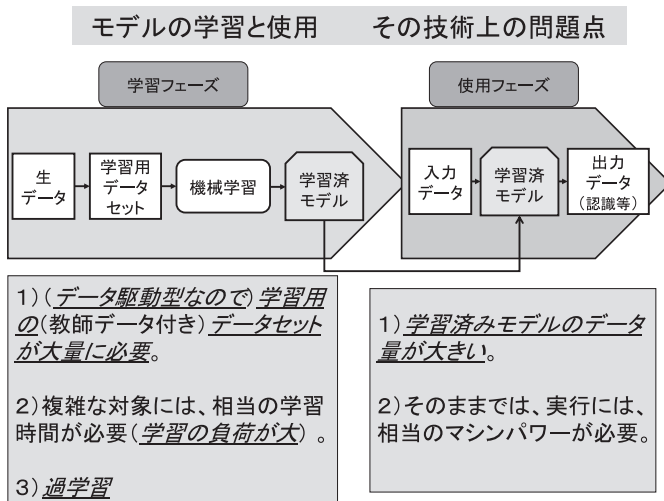 モデルの学習と使用　その技術上の問題点
学習フェーズ
使用フェーズ
生
データ
学習用
データ
セット
機械学習
学習済
モデル
入力
データ
学習済
モデル
出力
データ
（認識等）
1）（データ駆動型なので）学習用
の（教師データ付き）データセット
が大量に必要。
2）複雑な対象には、相当の学習
時間が必要（学習の負荷が大）。
3）過学習
1）学習済みモデルのデータ
量が大きい。
2）そのままでは、実行には、
相当のマシンパワーが必要。